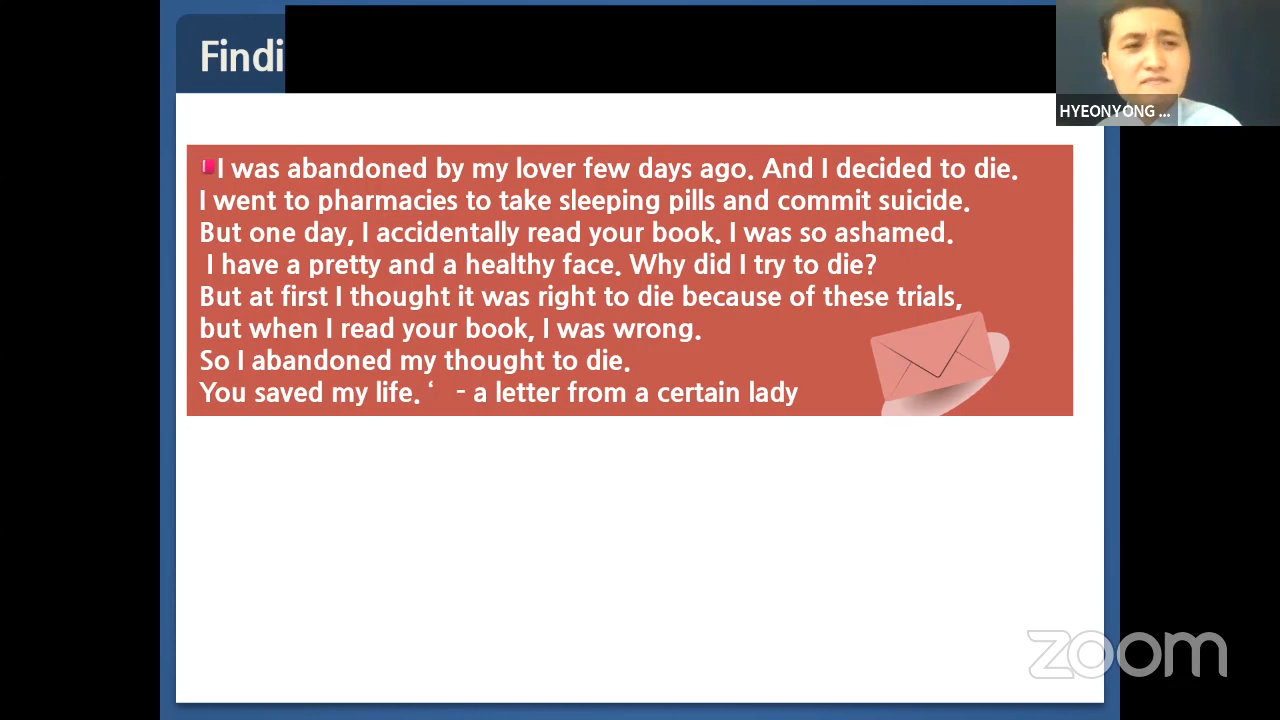 Findi
HYEONYONG ...
I was abandoned by my lover few days ago. And I decided to die.
I went to pharmacies to take sleeping pills and commit suicide.
But one day, I accidentally read your book. I was so ashamed.
I have a pretty and a healthy face. Why did I try to die?
But at first I thought it was right to die because of these trials,
but when I read your book, I was wrong.
So I abandoned my thought to die.
You saved my life. ‘ - a letter from a certain lady
zoom